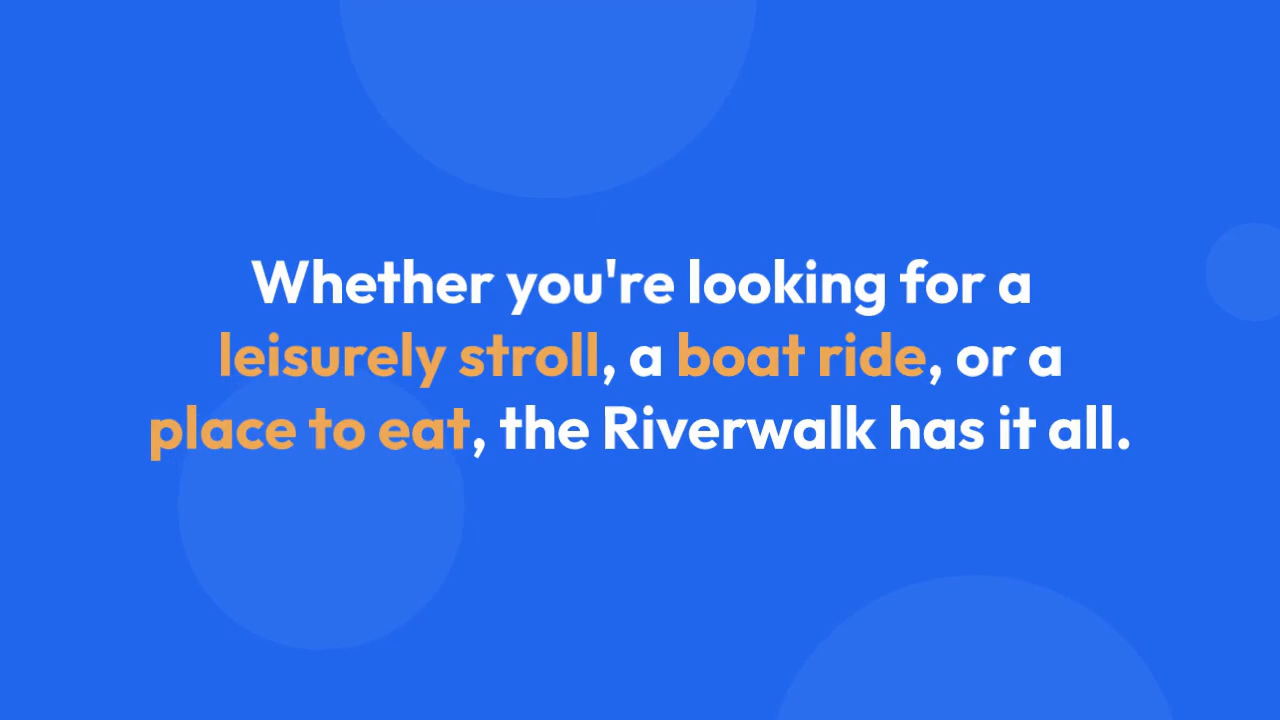 Whether you're looking for a
leisurely stroll, a boat ride, or a
place to eat, the Riverwalk has it all.